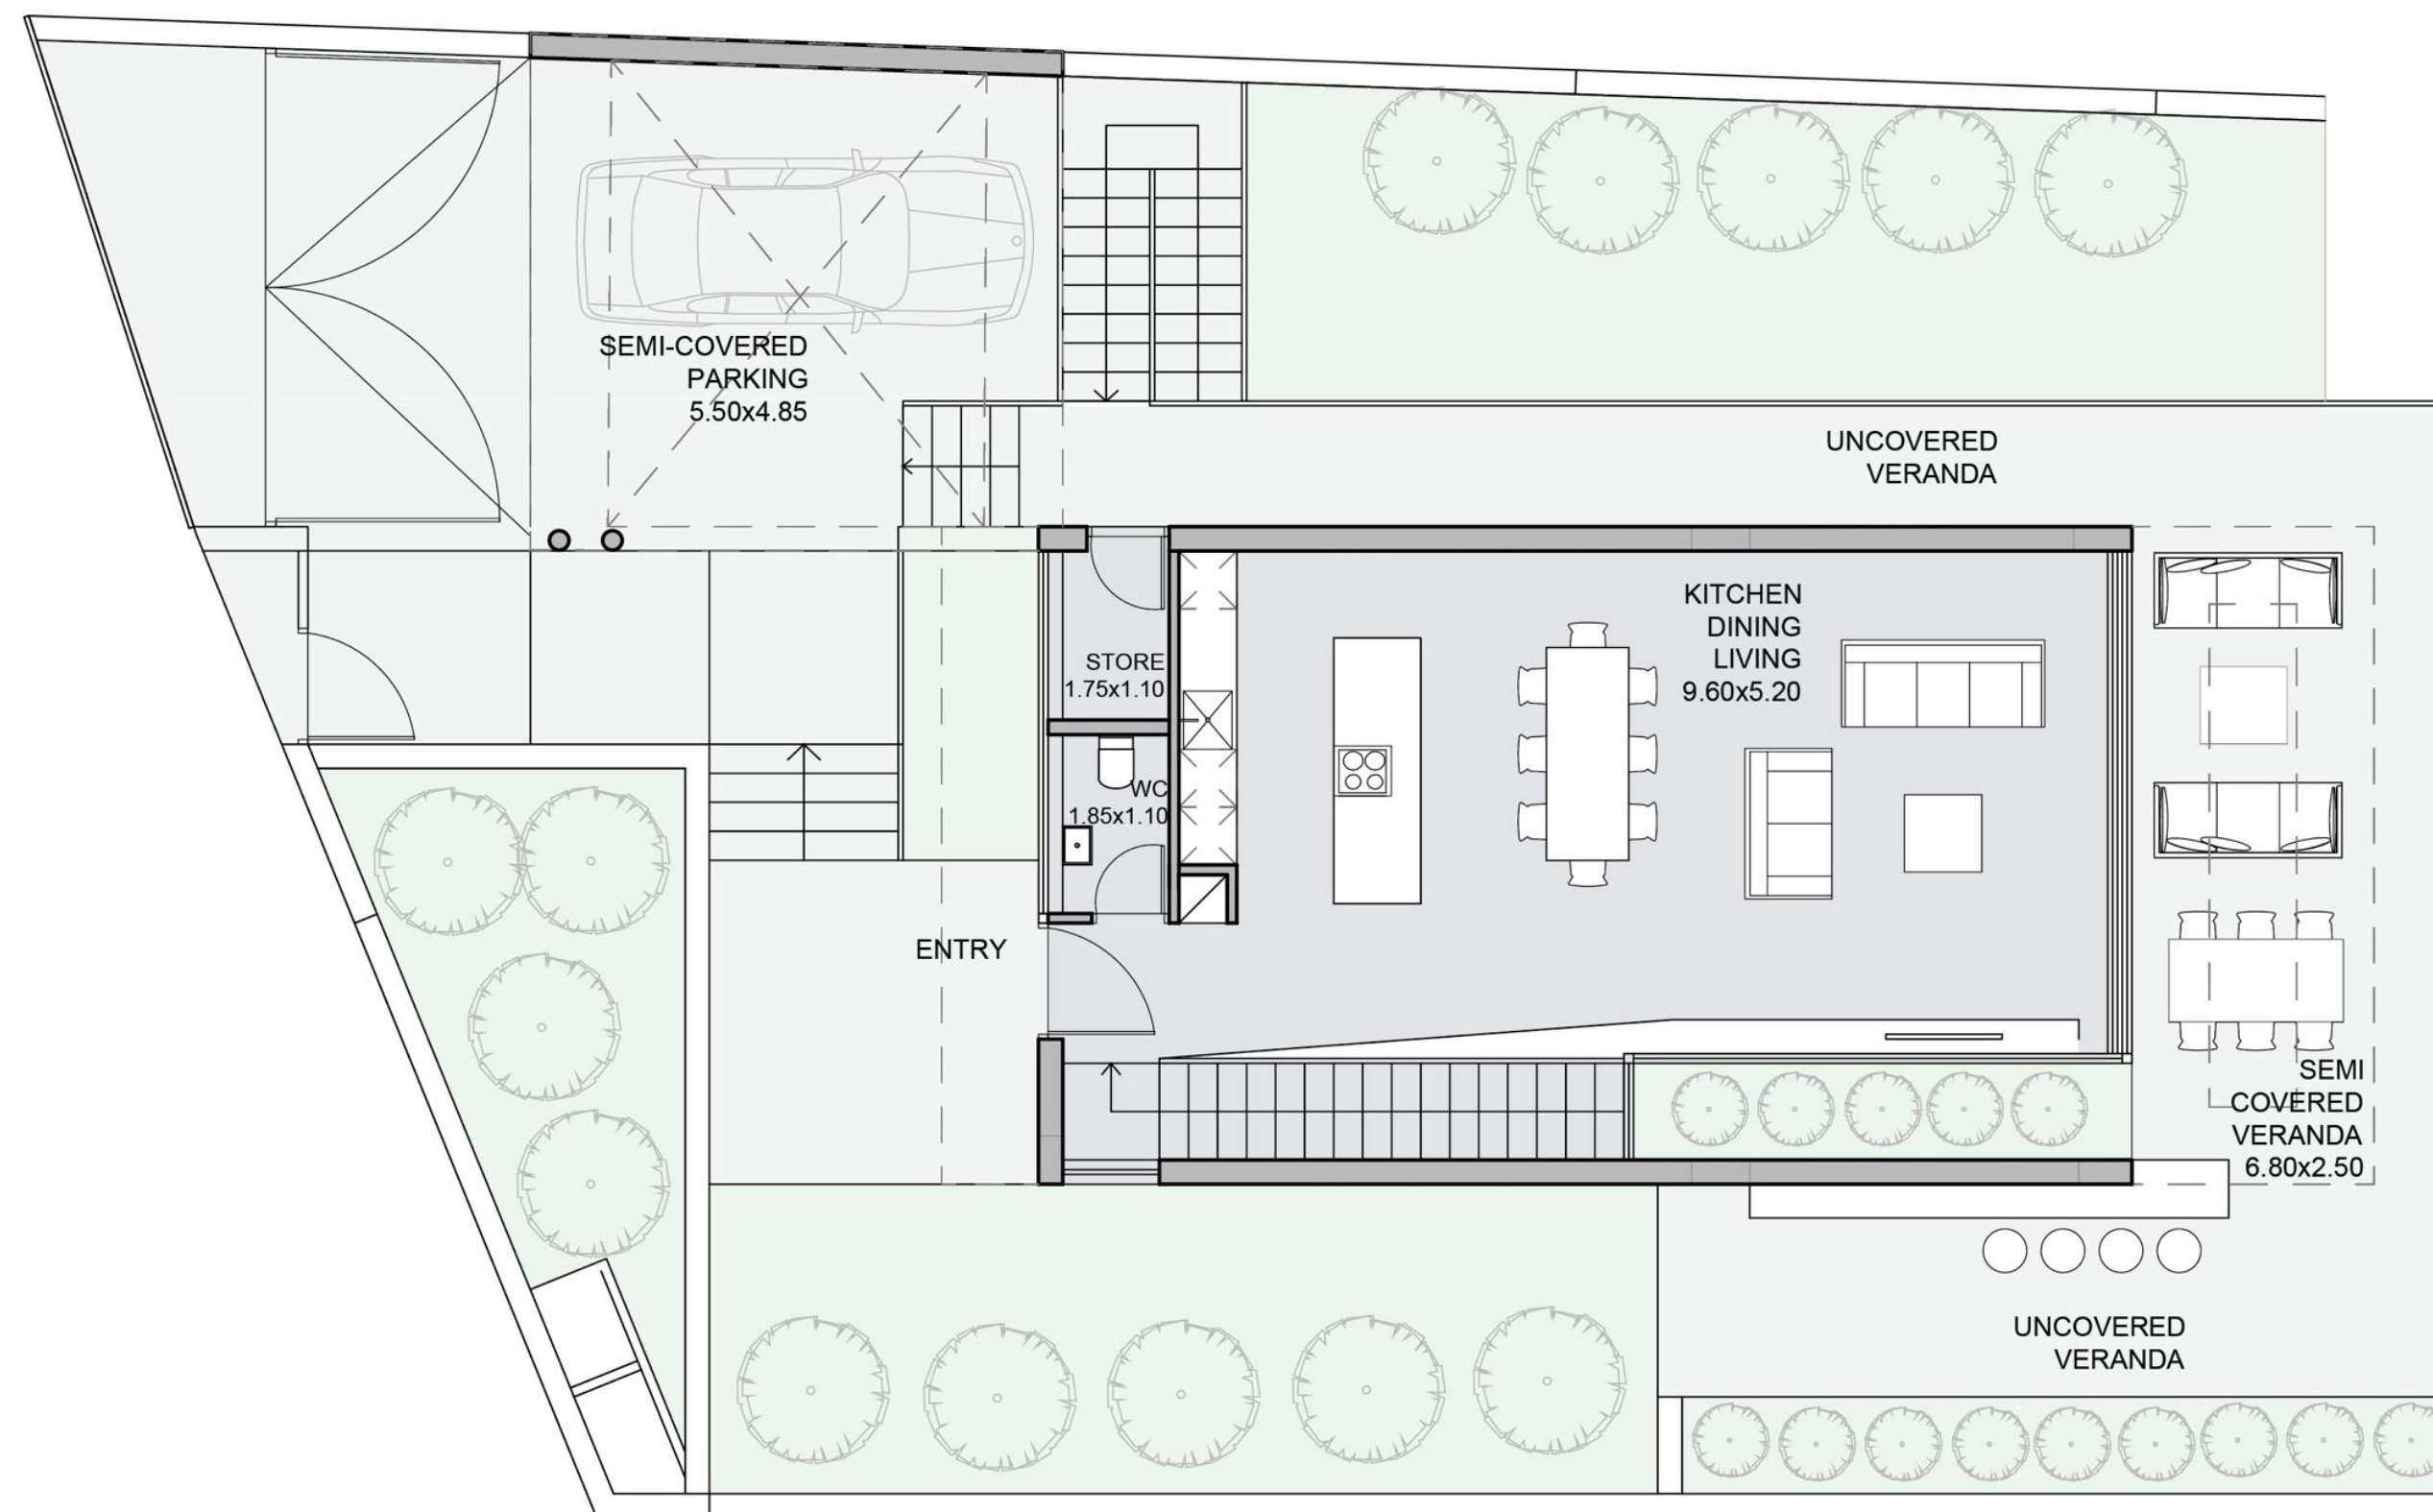 SEMI-COVERED
PARKING
5.50x4.85
UNCOVERED
VERANDA
KITCHEN
DINING
LIVING
9.60x5.20
STORE
1.75x1.10
WC
1.85x1.10
ENTRY
SEMI
COVERED
VERANDA
6.80x2.50
UNCOVERED
VERANDA